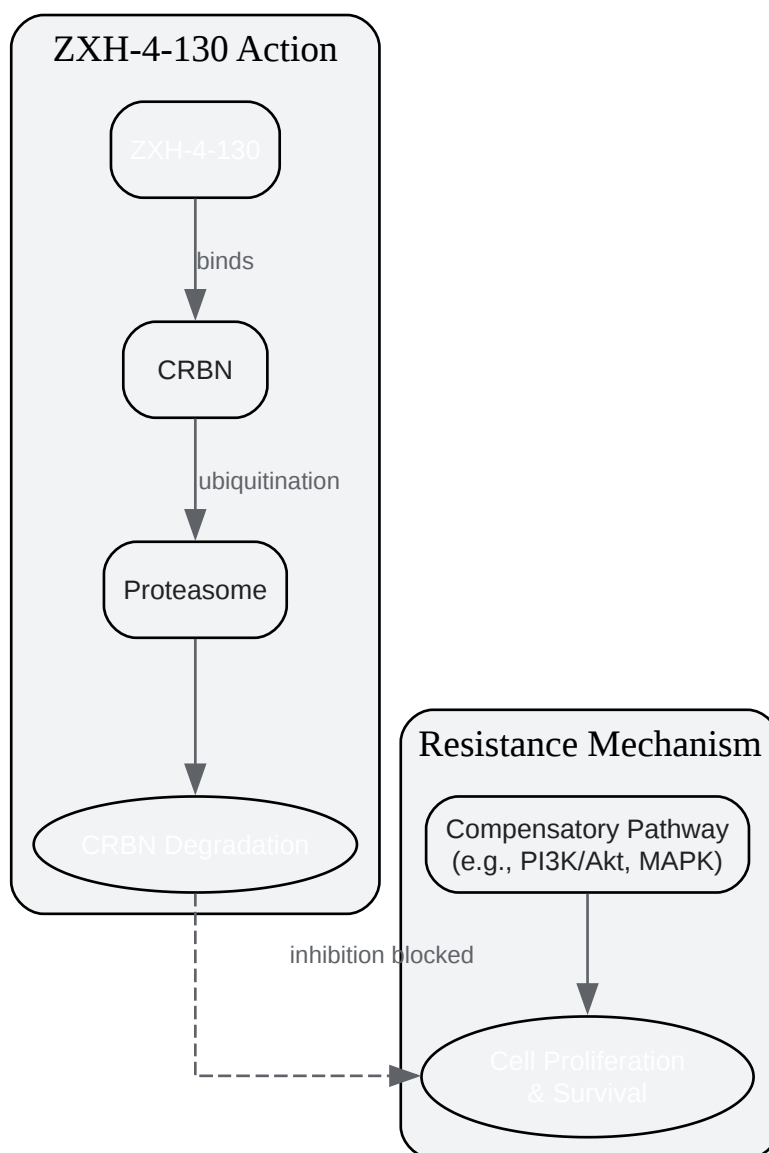 ZXH-4-130 Action
ZXH-4-130
binds
CRBN
ubiquitination
Proteasome
CRBN Degradation
Resistance Mechanism
Compensatory Pathway
(e.g., PI3K/Akt, MAPK)
inhibition blocked
Cell Proliferation
& Survival